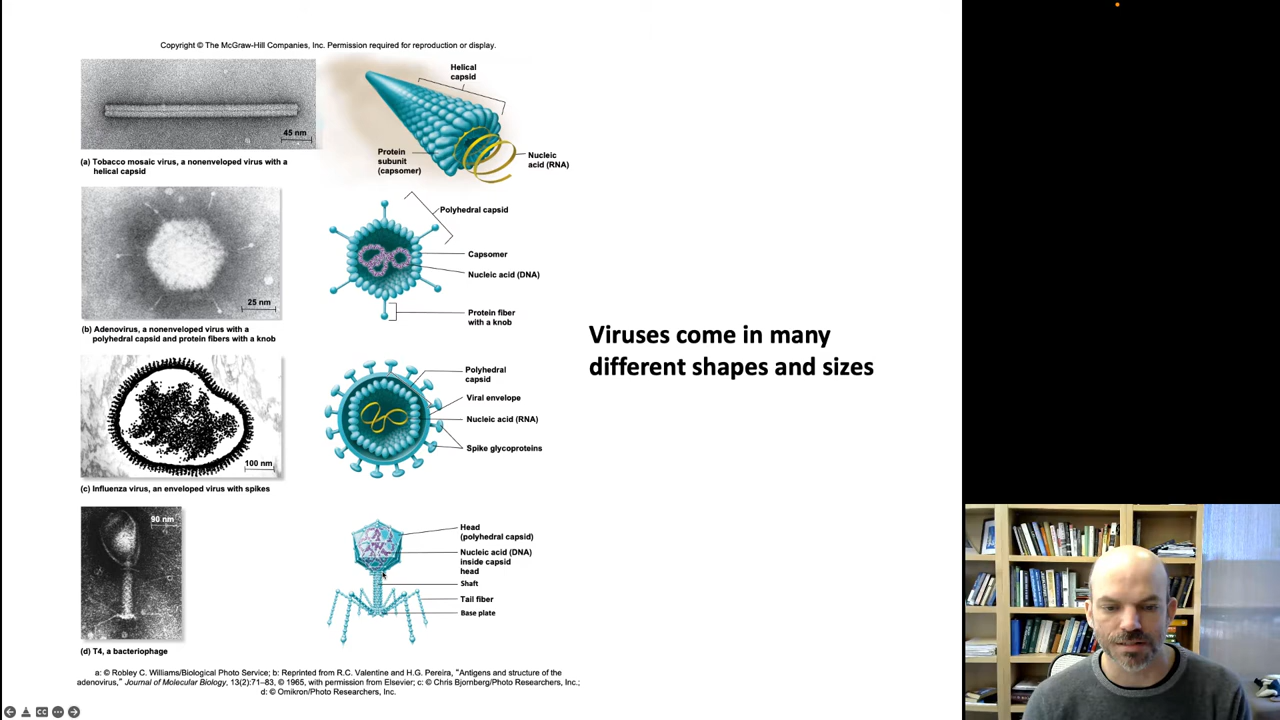 Copyright © The McGraw-Hill Companies, Inc. Permission required for reproduction or display.
45 nm
(a) Tobacco mosaic virus, a nonenveloped virus with a
helical capsid
Helical
capsid
Protein
subunit
(capsomer)
Nucleic
acid (RNA)
25 nm
(b) Adenovirus, a nonenveloped virus with a
polyhedral capsid and protein fibers with a knob
Polyhedral capsid
Capsomer
Nucleic acid (DNA)
Protein fiber
with a knob
Viruses come in many
different shapes and sizes
100 nm
(c) Influenza virus, an enveloped virus with spikes
Polyhedral
capsid
Viral envelope
Nucleic acid (RNA)
Spike glycoproteins
90 nm
(d) T4, a bacteriophage
Head
(polyhedral capsid)
Nucleic acid (DNA)
inside capsid
head
Shaft
Tail fiber
Base plate
a: © Robley C. Williams/Biological Photo Service; b: Reprinted from R.C. Valentine and H.G. Pereira, "Antigens and structure of the
adenovirus," Journal of Molecular Biology, 13(2):71–83, © 1965, with permission from Elsevier; c: © Chris Bjornberg/Photo Researchers, Inc.;
d: © Omikron/Photo Researchers, Inc.
CC